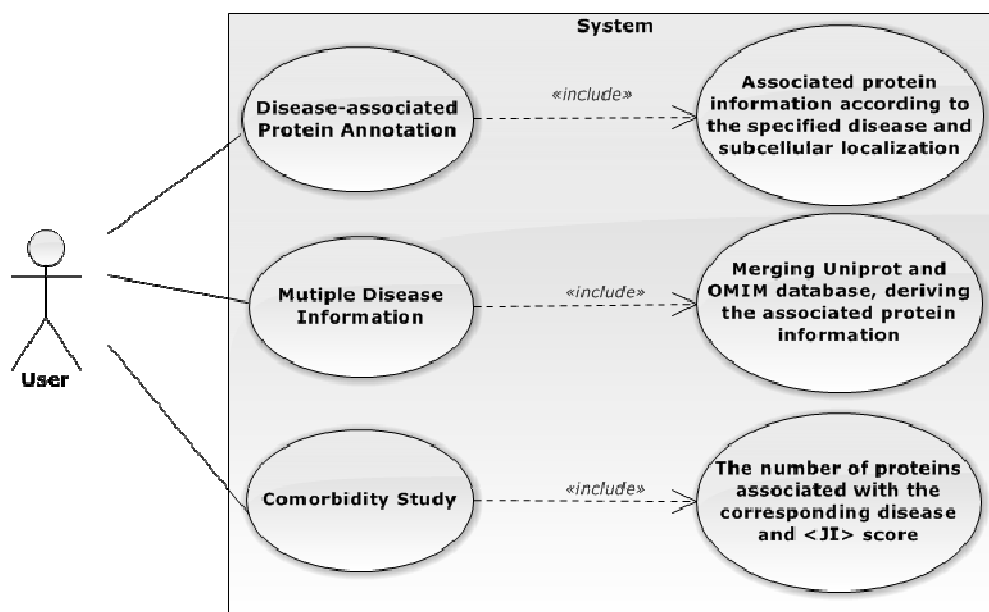 System
Disease-associated
Protein Annotation
«include»
Associated protein
information according to
the specified disease and
subcellular localization
Mutiple Disease
Information
«include»
Merging Uniprot and
OMIM database, deriving
the associated protein
information
User
Comorbidity Study
«include»
The number of proteins
associated with the
corresponding disease
and <JI> score